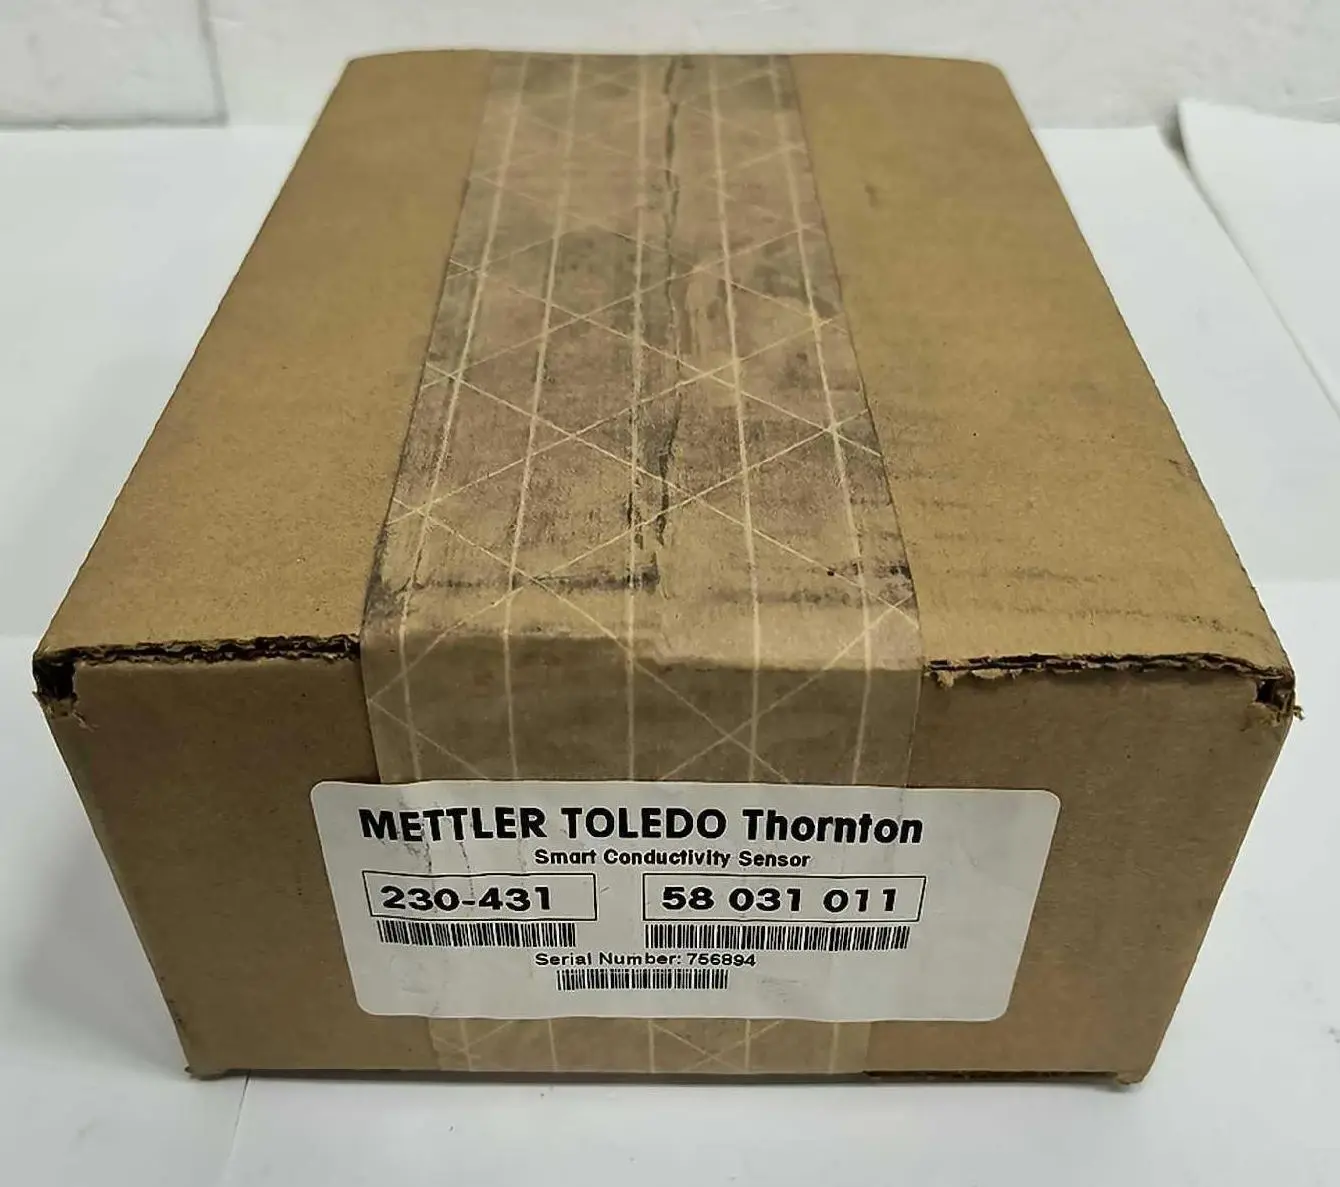 METTLER TOLEDO Thornton
Smart Conductivity Sensor
230-431 58 031 011
Serial Number: 756894